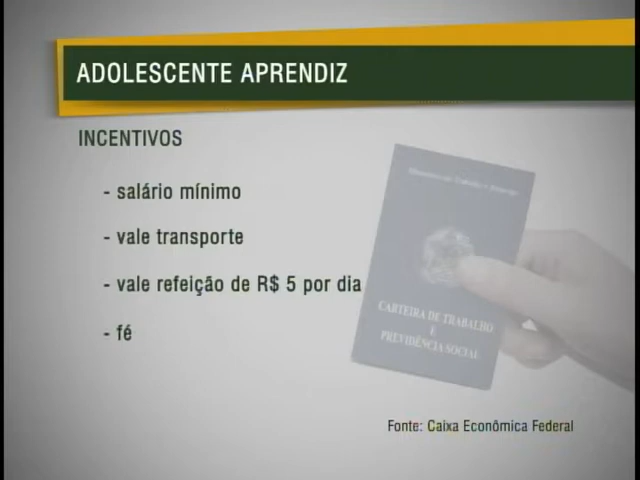 ADOLESCENTE APRENDIZ
INCENTIVOS
- salário mínimo
- vale transporte
- vale refeição de R$ 5 por dia
- fé
CARTEIRA DE TRABALHO
E
PREVIDÊNCIA SOCIAL
Fonte: Caixa Econômica Federal